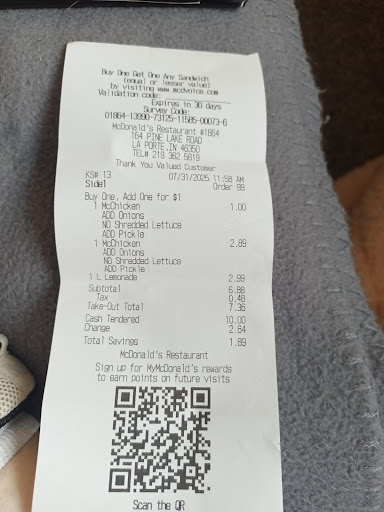 Buy One Get One Any Sandwich
(equal or lesser value)
by visiting www.mcdvoice.com
Validation code:
Expires in 30 days
Survey Code:
01864-13990-73125-11585-00073-6
McDonald's Restaurant #1864
164 PINE LAKE ROAD
LA PORTE, IN 46350
TEL# 219 362 5619
Thank You Valued Customer
KS# 13 07/31/2025 11:58 AM
Side1 Order 99
Buy One, Add One for $1
1 McChicken 1.00
ADD Onions
NO Shredded Lettuce
ADD Pickle
1 McChicken 2.89
ADD Onions
NO Shredded Lettuce
ADD Pickle
1 L Lemonade 2.99
Subtotal 6.88
Tax 0.48
Take-Out Total 7.36
Cash Tendered 10.00
Change 2.64
Total Savings 1.89
McDonald's Restaurant
Sign up for MyMcDonald's rewards
to earn points on future visits
Scan the QR